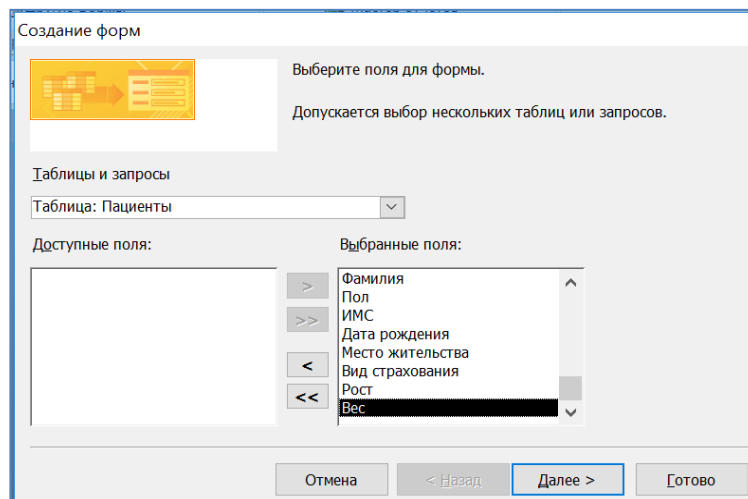 Создание форм
Выберите поля для формы.
Допускается выбор нескольких таблиц или запросов.
Таблицы и запросы
Таблица: Пациенты
Доступные поля:
Выбранные поля:
Фамилия
Пол
ИМС
Дата рождения
Место жительства
Вид страхования
Рост
Вес
>
>>
<
<<
Отмена
< Назад
Далее >
Готово